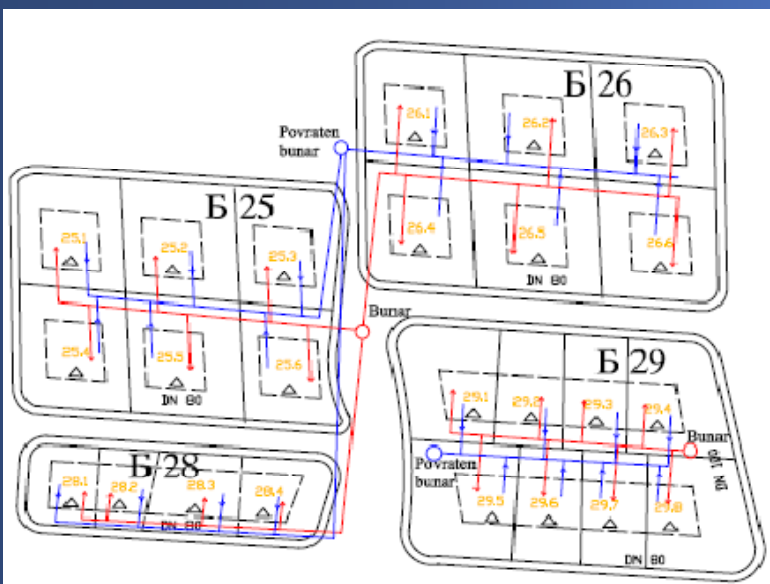 Б 26
26.1
26.2
26.3
Povraten
bunar
26.4
26.5
26.6
DN 80
Б 25
25.1
25.2
25.3
Bunar
25.4
25.5
25.6
DN 80
Б 29
29.1
29.2
29.3
29.4
Bunar
Povraten
bunar
DN 100
29.5
29.6
29.7
29.8
DN 80
Б 28
28.1
28.2
28.3
28.4
DN 80